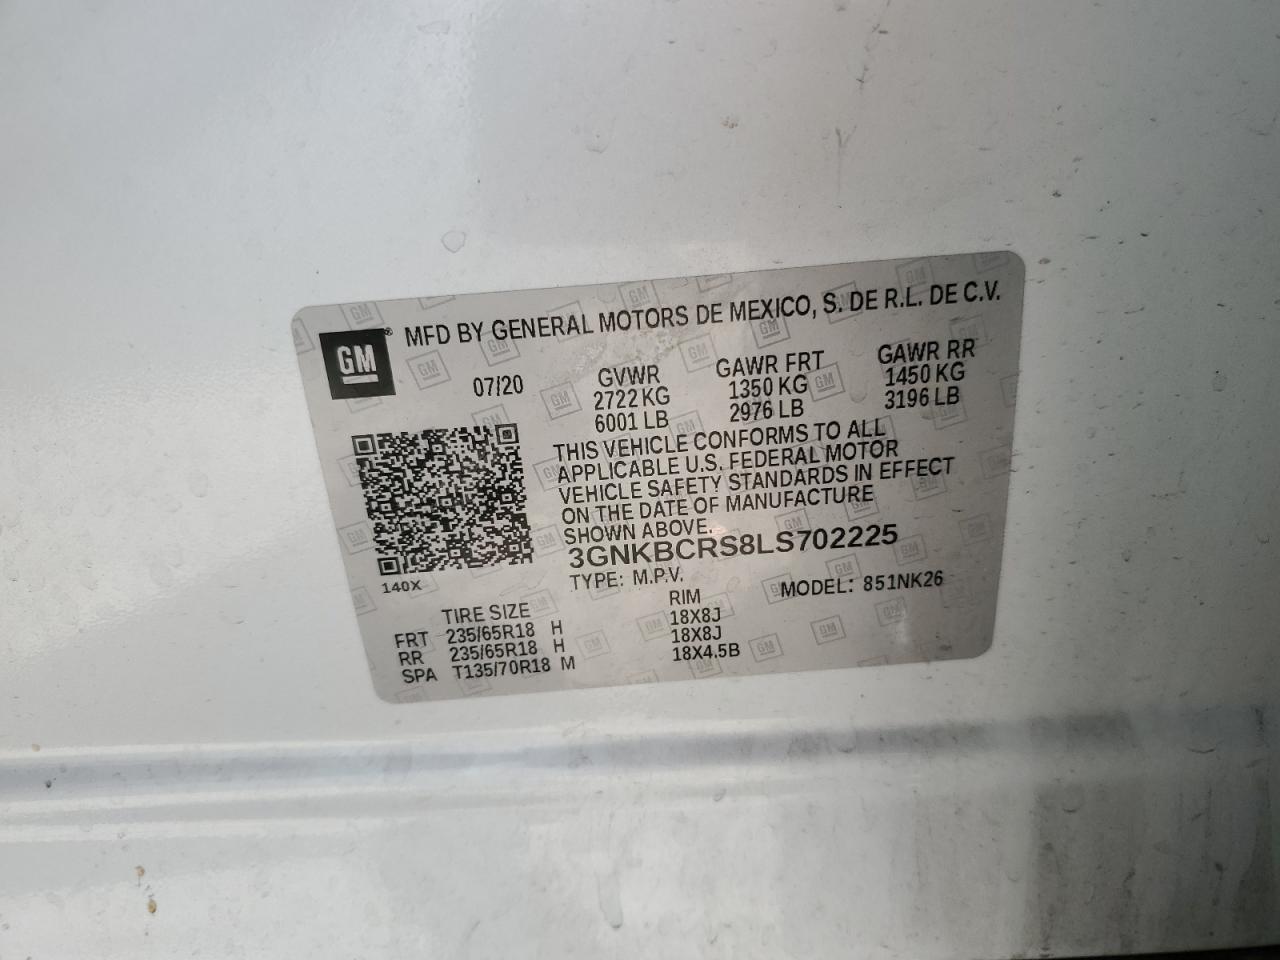 GM ® MFD BY GENERAL MOTORS DE MEXICO, S. DE R.L. DE C.V.
07/20 GVWR GAWR FRT GAWR RR
2722 KG 1350 KG 1450 KG
6001 LB 2976 LB 3196 LB
THIS VEHICLE CONFORMS TO ALL
APPLICABLE U.S. FEDERAL MOTOR
VEHICLE SAFETY STANDARDS IN EFFECT
ON THE DATE OF MANUFACTURE
SHOWN ABOVE.
3GNKBCRS8LS702225
140X
TYPE: M.P.V. MODEL: 851NK26
TIRE SIZE RIM
FRT 235/65R18 H 18X8J
RR 235/65R18 H 18X8J
SPA T135/70R18 M 18X4.5B